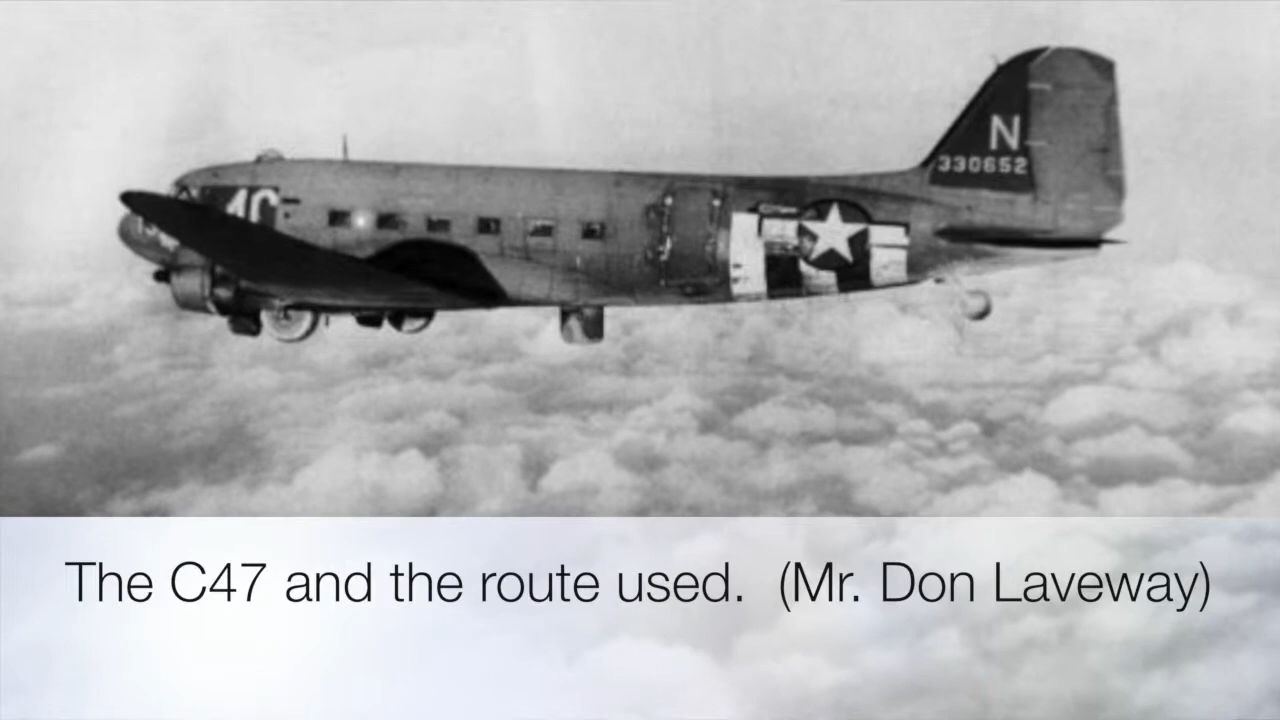 N
330652
The C47 and the route used. (Mr. Don Laveway)